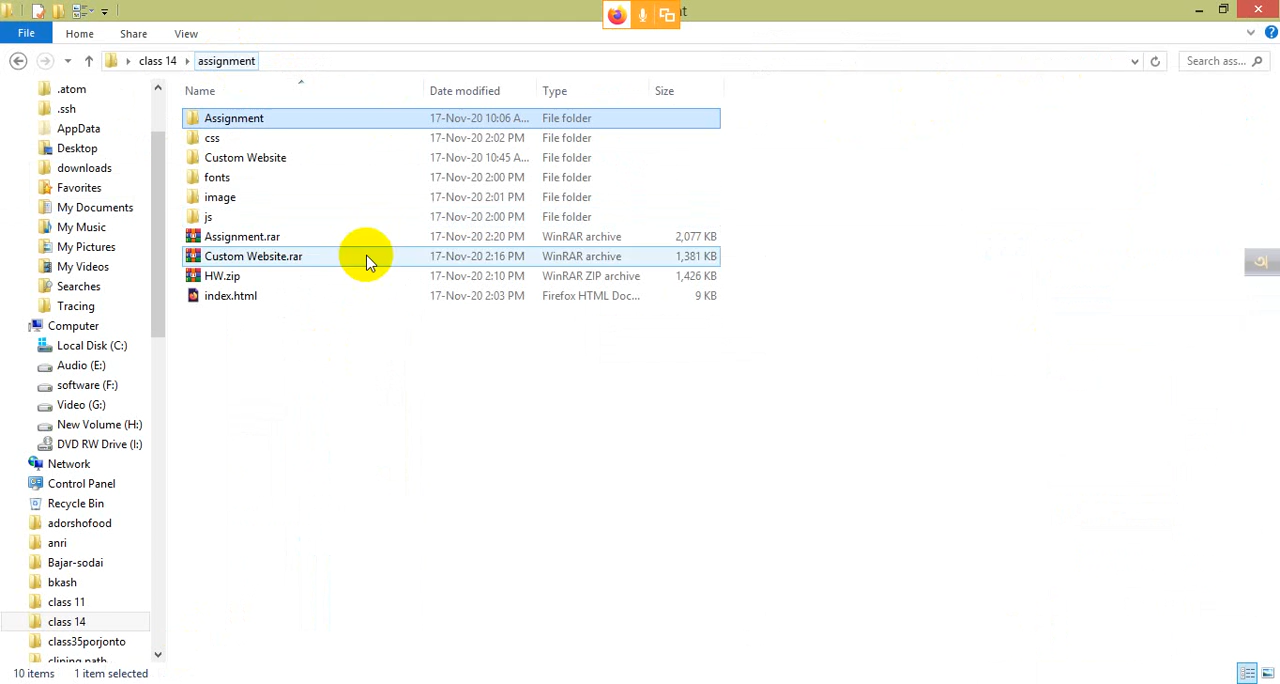 nt
File Home Share View
class 14 assignment Search ass...
Name Date modified Type Size
.atom
.ssh
AppData
Desktop
downloads
Favorites
My Documents
My Music
My Pictures
My Videos
Searches
Tracing
Computer
Local Disk (C:)
Audio (E:)
software (F:)
Video (G:)
New Volume (H:)
DVD RW Drive (I:)
Network
Control Panel
Recycle Bin
adorshofood
anri
Bajar-sodai
bkash
class 11
class 14
class35porjonto
clining path
Assignment 17-Nov-20 10:06 A... File folder
css 17-Nov-20 2:02 PM File folder
Custom Website 17-Nov-20 10:45 A... File folder
fonts 17-Nov-20 2:00 PM File folder
image 17-Nov-20 2:01 PM File folder
js 17-Nov-20 2:00 PM File folder
Assignment.rar 17-Nov-20 2:20 PM WinRAR archive 2,077 KB
Custom Website.rar 17-Nov-20 2:16 PM WinRAR archive 1,381 KB
HW.zip 17-Nov-20 2:10 PM WinRAR ZIP archive 1,426 KB
index.html 17-Nov-20 2:03 PM Firefox HTML Doc... 9 KB
অ
10 items 1 item selected